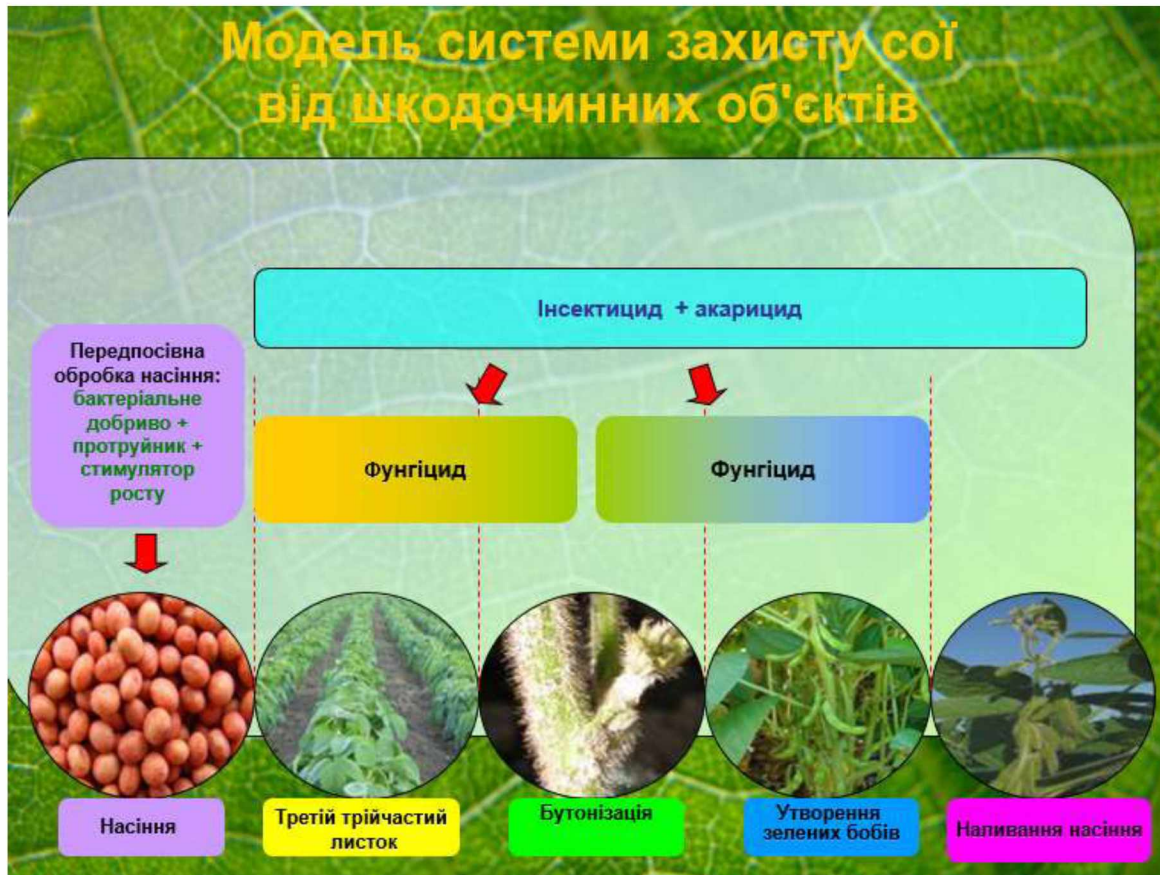 Модель системи захисту сої
від шкодочинних об'єктів
Інсектицид + акарицид
Передпосівна
обробка насіння:
бактеріальне
добриво +
протруйник +
стимулятор
росту
Фунгіцид
Фунгіцид
Насіння
Третій трійчастий
листок
Бутонізація
Утворення
зелених бобів
Наливання насіння